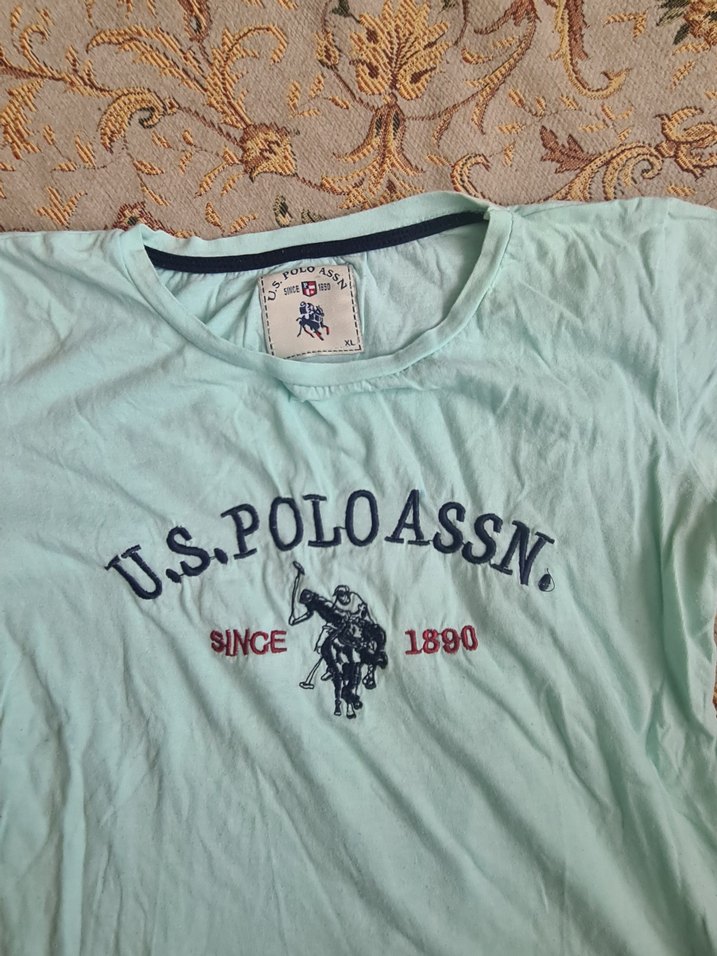 U.S. POLO ASSN
SINCE 1890
XL
U.S.POLO ASSN.
SINCE 1890